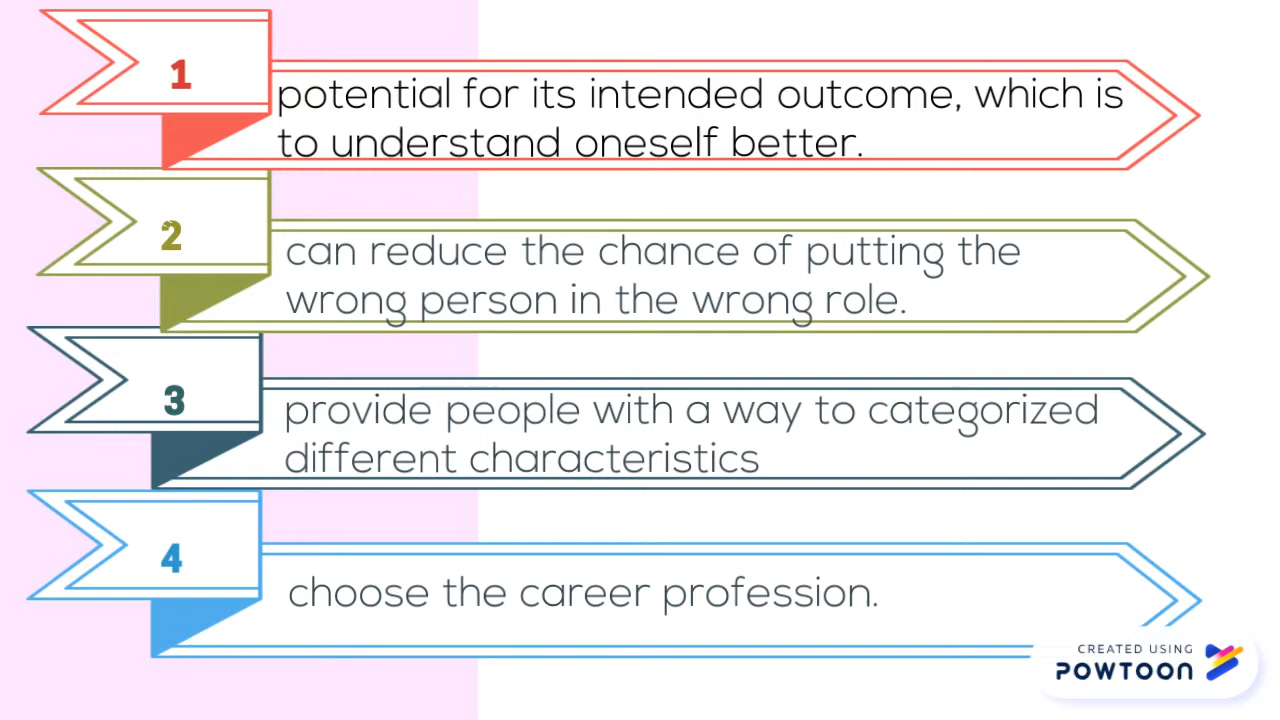 1
potential for its intended outcome, which is
to understand oneself better.
2
can reduce the chance of putting the
wrong person in the wrong role.
3
provide people with a way to categorized
different characteristics
4
choose the career profession.
CREATED USING
POWTOON